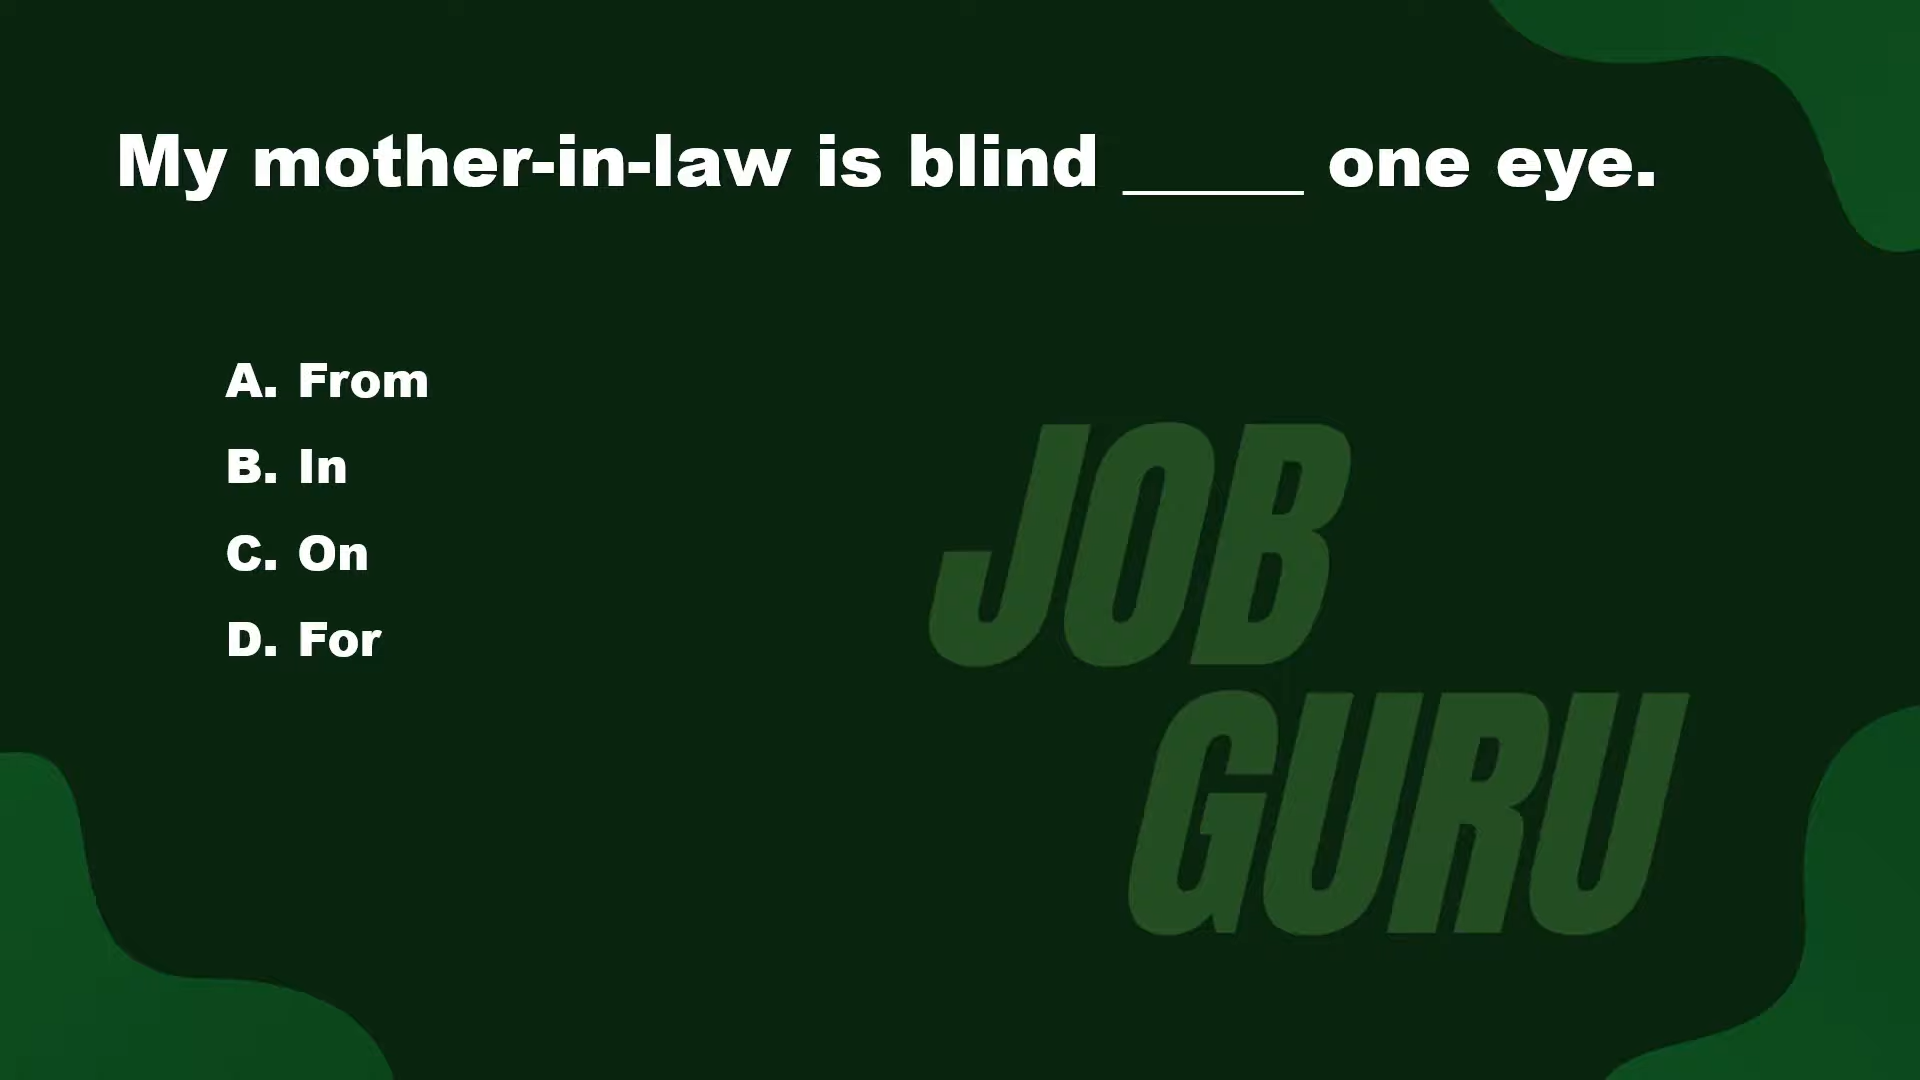 My mother-in-law is blind _____ one eye.
A. From
B. In
C. On
D. For
JOB
GURU